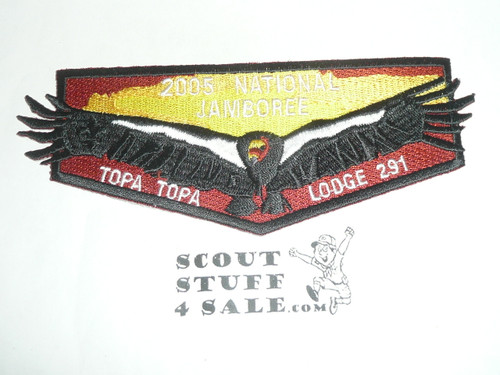 2005 NATIONAL
JAMBOREE
TOPA TOPA
LODGE 291
SCOUT
STUFF
4 SALE.COM